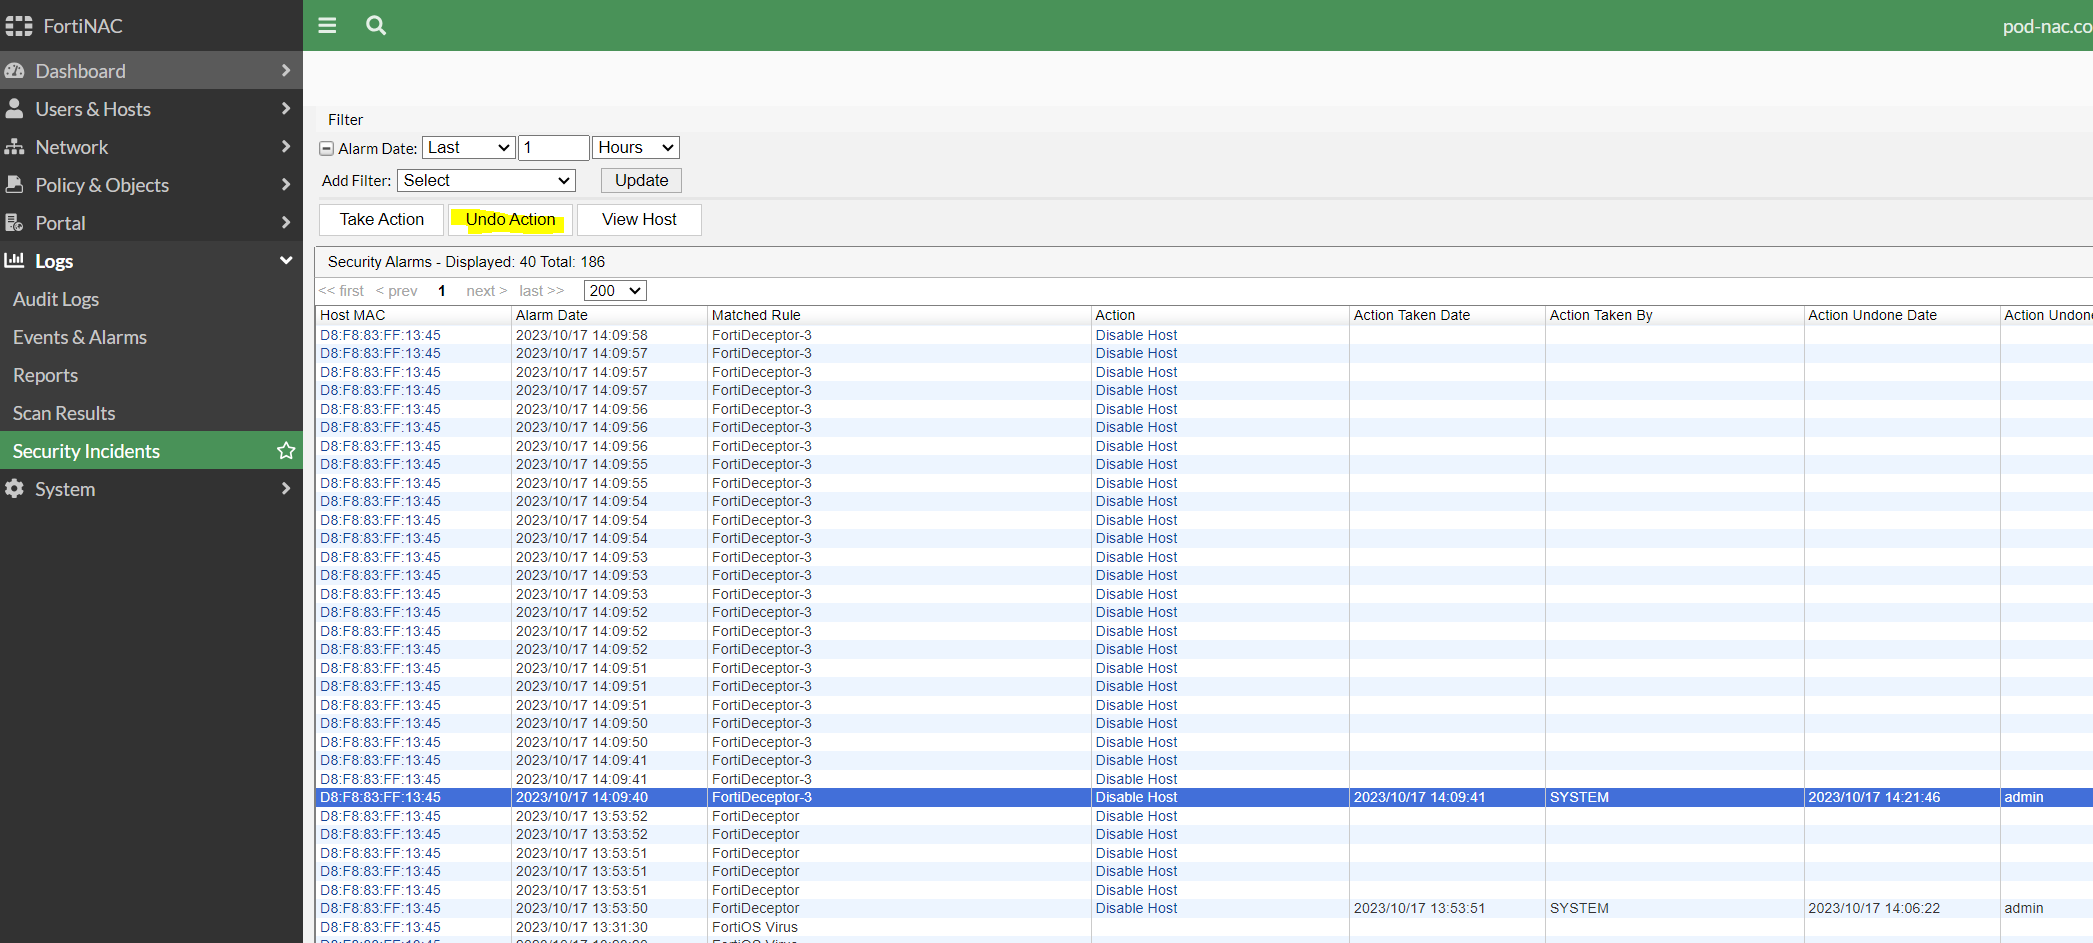 FortiNAC
pod-nac.co
Dashboard
Users & Hosts
Network
Policy & Objects
Portal
Logs
Audit Logs
Events & Alarms
Reports
Scan Results
Security Incidents
System
Filter
Alarm Date: Last 1 Hours
Add Filter: Select Update
Take Action Undo Action View Host
Security Alarms - Displayed: 40 Total: 186
<< first < prev 1 next > last >> 200
Host MAC Alarm Date Matched Rule Action Action Taken Date Action Taken By Action Undone Date Action Undon
D8:F8:83:FF:13:45 2023/10/17 14:09:58 FortiDeceptor-3 Disable Host
D8:F8:83:FF:13:45 2023/10/17 14:09:57 FortiDeceptor-3 Disable Host
D8:F8:83:FF:13:45 2023/10/17 14:09:57 FortiDeceptor-3 Disable Host
D8:F8:83:FF:13:45 2023/10/17 14:09:57 FortiDeceptor-3 Disable Host
D8:F8:83:FF:13:45 2023/10/17 14:09:56 FortiDeceptor-3 Disable Host
D8:F8:83:FF:13:45 2023/10/17 14:09:56 FortiDeceptor-3 Disable Host
D8:F8:83:FF:13:45 2023/10/17 14:09:56 FortiDeceptor-3 Disable Host
D8:F8:83:FF:13:45 2023/10/17 14:09:55 FortiDeceptor-3 Disable Host
D8:F8:83:FF:13:45 2023/10/17 14:09:55 FortiDeceptor-3 Disable Host
D8:F8:83:FF:13:45 2023/10/17 14:09:54 FortiDeceptor-3 Disable Host
D8:F8:83:FF:13:45 2023/10/17 14:09:54 FortiDeceptor-3 Disable Host
D8:F8:83:FF:13:45 2023/10/17 14:09:54 FortiDeceptor-3 Disable Host
D8:F8:83:FF:13:45 2023/10/17 14:09:53 FortiDeceptor-3 Disable Host
D8:F8:83:FF:13:45 2023/10/17 14:09:53 FortiDeceptor-3 Disable Host
D8:F8:83:FF:13:45 2023/10/17 14:09:53 FortiDeceptor-3 Disable Host
D8:F8:83:FF:13:45 2023/10/17 14:09:52 FortiDeceptor-3 Disable Host
D8:F8:83:FF:13:45 2023/10/17 14:09:52 FortiDeceptor-3 Disable Host
D8:F8:83:FF:13:45 2023/10/17 14:09:52 FortiDeceptor-3 Disable Host
D8:F8:83:FF:13:45 2023/10/17 14:09:51 FortiDeceptor-3 Disable Host
D8:F8:83:FF:13:45 2023/10/17 14:09:51 FortiDeceptor-3 Disable Host
D8:F8:83:FF:13:45 2023/10/17 14:09:51 FortiDeceptor-3 Disable Host
D8:F8:83:FF:13:45 2023/10/17 14:09:50 FortiDeceptor-3 Disable Host
D8:F8:83:FF:13:45 2023/10/17 14:09:50 FortiDeceptor-3 Disable Host
D8:F8:83:FF:13:45 2023/10/17 14:09:41 FortiDeceptor-3 Disable Host
D8:F8:83:FF:13:45 2023/10/17 14:09:41 FortiDeceptor-3 Disable Host
D8:F8:83:FF:13:45 2023/10/17 14:09:40 FortiDeceptor-3 Disable Host 2023/10/17 14:09:41 SYSTEM 2023/10/17 14:21:46 admin
D8:F8:83:FF:13:45 2023/10/17 13:53:52 FortiDeceptor Disable Host
D8:F8:83:FF:13:45 2023/10/17 13:53:52 FortiDeceptor Disable Host
D8:F8:83:FF:13:45 2023/10/17 13:53:51 FortiDeceptor Disable Host
D8:F8:83:FF:13:45 2023/10/17 13:53:51 FortiDeceptor Disable Host
D8:F8:83:FF:13:45 2023/10/17 13:53:51 FortiDeceptor Disable Host
D8:F8:83:FF:13:45 2023/10/17 13:53:50 FortiDeceptor Disable Host 2023/10/17 13:53:51 SYSTEM 2023/10/17 14:06:22 admin
D8:F8:83:FF:13:45 2023/10/17 13:31:30 FortiOS Virus